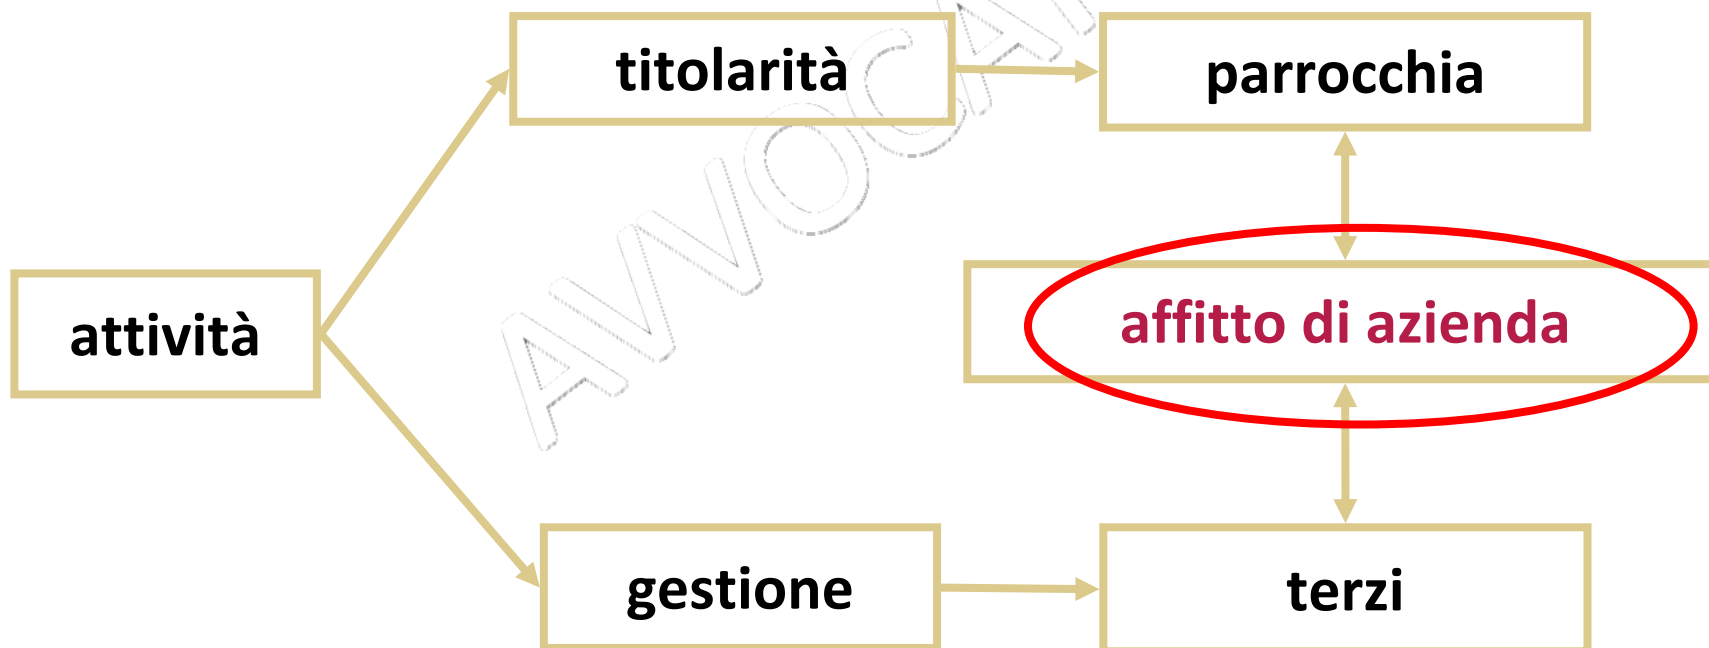 titolarità
parrocchia
attività
affitto di azienda
gestione
terzi